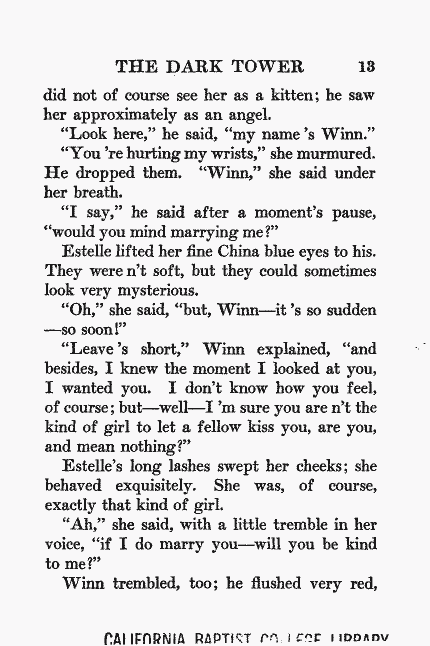 THE DARK TOWER 13
did not of course see her as a kitten; he saw
her approximately as an angel.
“Look here,” he said, “my name 's Winn.”
“You 're hurting my wrists,” she murmured.
He dropped them. “Winn,” she said under
her breath.
“I say,” he said after a moment's pause,
“would you mind marrying me?”
Estelle lifted her fine China blue eyes to his.
They were n't soft, but they could sometimes
look very mysterious.
“Oh,” she said, “but, Winn—it 's so sudden
—so soon!”
“Leave 's short,” Winn explained, “and
besides, I knew the moment I looked at you,
I wanted you. I don't know how you feel,
of course; but—well—I 'm sure you are n't the
kind of girl to let a fellow kiss you, are you,
and mean nothing?”
Estelle's long lashes swept her cheeks; she
behaved exquisitely. She was, of course,
exactly that kind of girl.
“Ah,” she said, with a little tremble in her
voice, “if I do marry you—will you be kind
to me?”
Winn trembled, too; he flushed very red,
CALIFORNIA BAPTIST COLLEGE LIBRARY